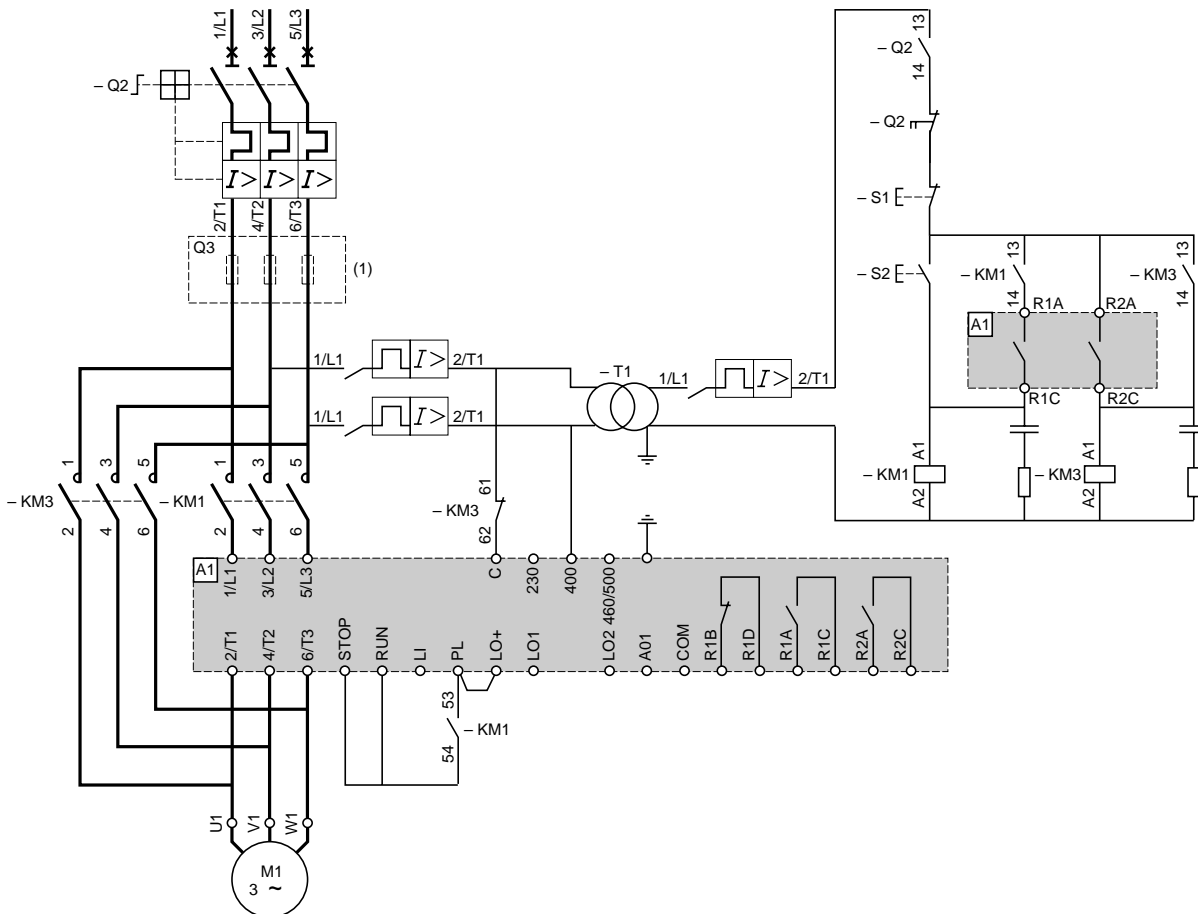 1/L1
3/L2
5/L3
– Q2
I >
I >
I >
2/T1
4/T2
6/T3
Q3
(1)
13
– Q2
14
– Q2
– S1
– S2
13
– KM1
14
R1A
R2A
13
– KM3
14
A1
R1C
R2C
1/L1
I >
2/T1
– T1
1/L1
I >
2/T1
1/L1
I >
2/T1
A1
– KM1
A2
A1
– KM3
A2
1
3
5
– KM3
2
4
6
1
3
5
– KM1
2
4
6
61
– KM3
62
A1
1/L1
3/L2
5/L3
C
230
400
LO2 460/500
2/T1
4/T2
6/T3
STOP
RUN
LI
PL
LO+
LO1
A01
COM
R1B
R1D
R1A
R1C
R2A
R2C
53
– KM1
54
U1
V1
W1
M1
3 ~